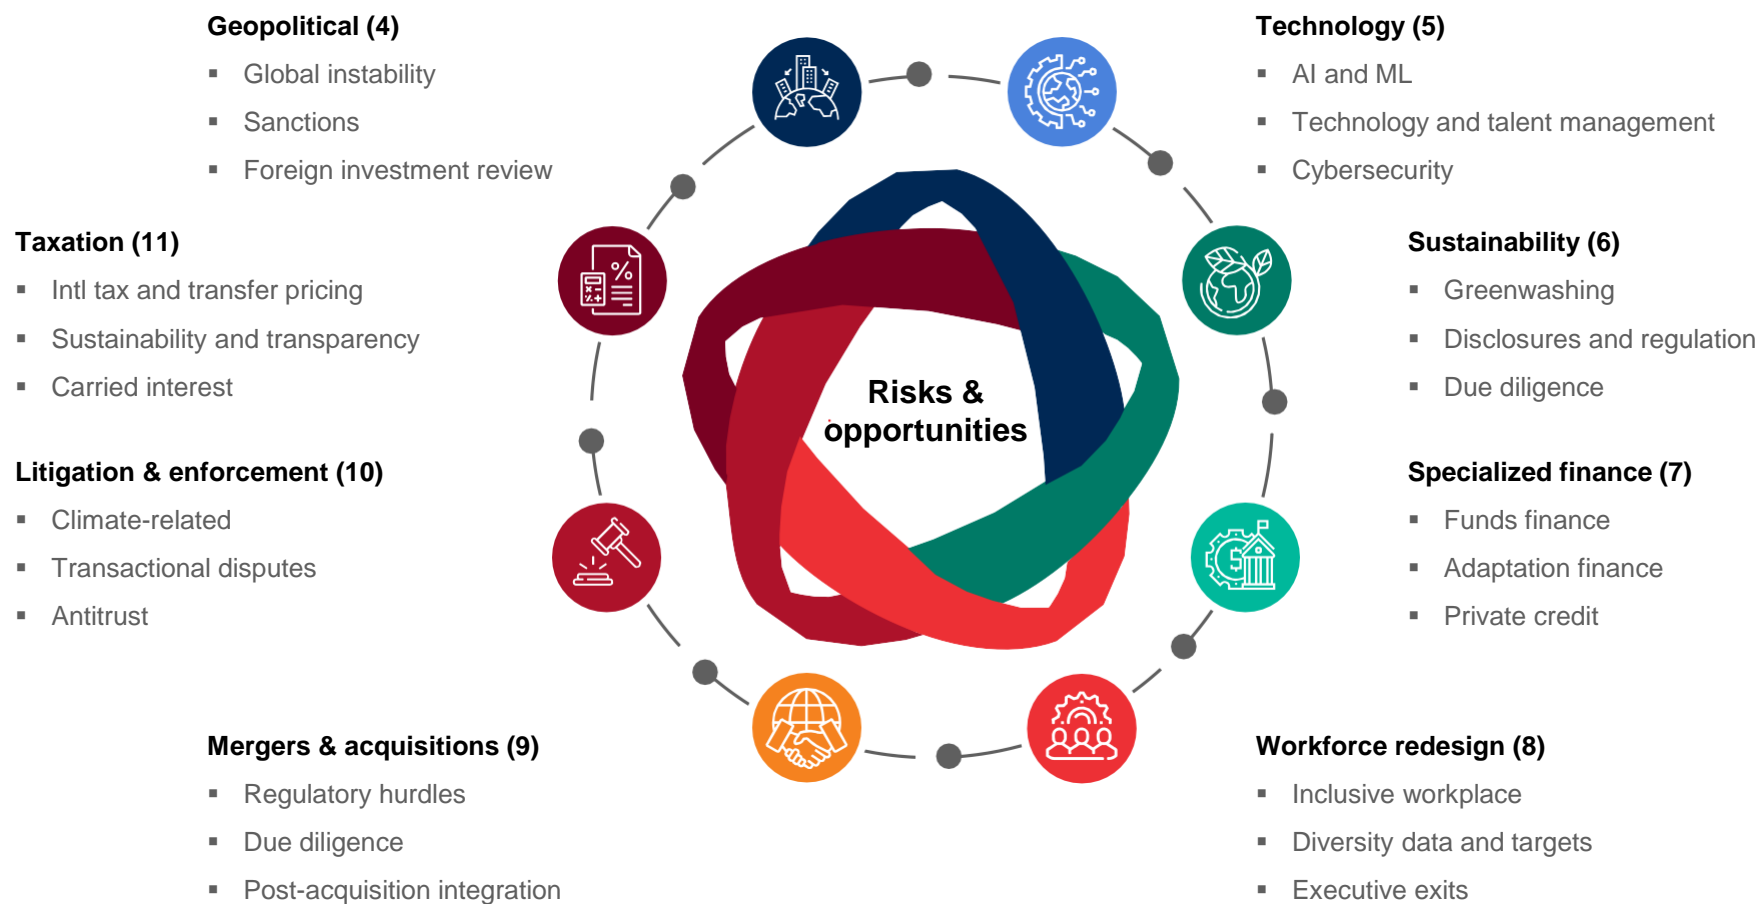 Geopolitical (4)
▪ Global instability
▪ Sanctions
▪ Foreign investment review
Technology (5)
▪ AI and ML
▪ Technology and talent management
▪ Cybersecurity
Taxation (11)
▪ Intl tax and transfer pricing
▪ Sustainability and transparency
▪ Carried interest
Sustainability (6)
▪ Greenwashing
▪ Disclosures and regulation
▪ Due diligence
Risks &
opportunities
Litigation & enforcement (10)
▪ Climate-related
▪ Transactional disputes
▪ Antitrust
Specialized finance (7)
▪ Funds finance
▪ Adaptation finance
▪ Private credit
Mergers & acquisitions (9)
▪ Regulatory hurdles
▪ Due diligence
▪ Post-acquisition integration
Workforce redesign (8)
▪ Inclusive workplace
▪ Diversity data and targets
▪ Executive exits